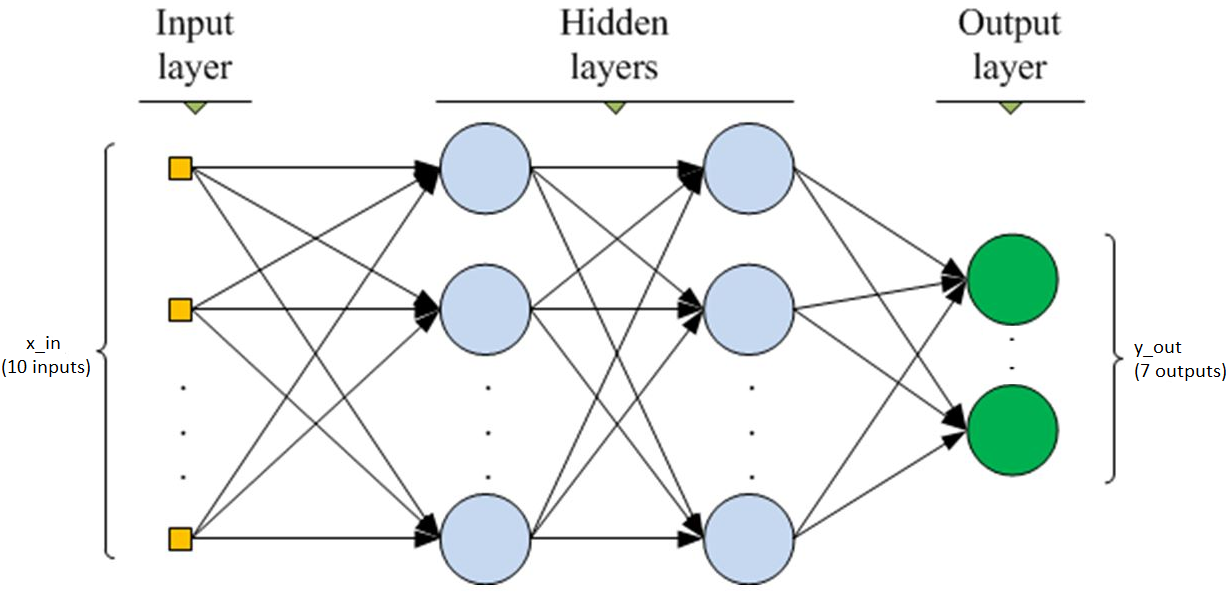 Input
layer
Hidden
layers
Output
layer
x_in
(10 inputs)
y_out
(7 outputs)